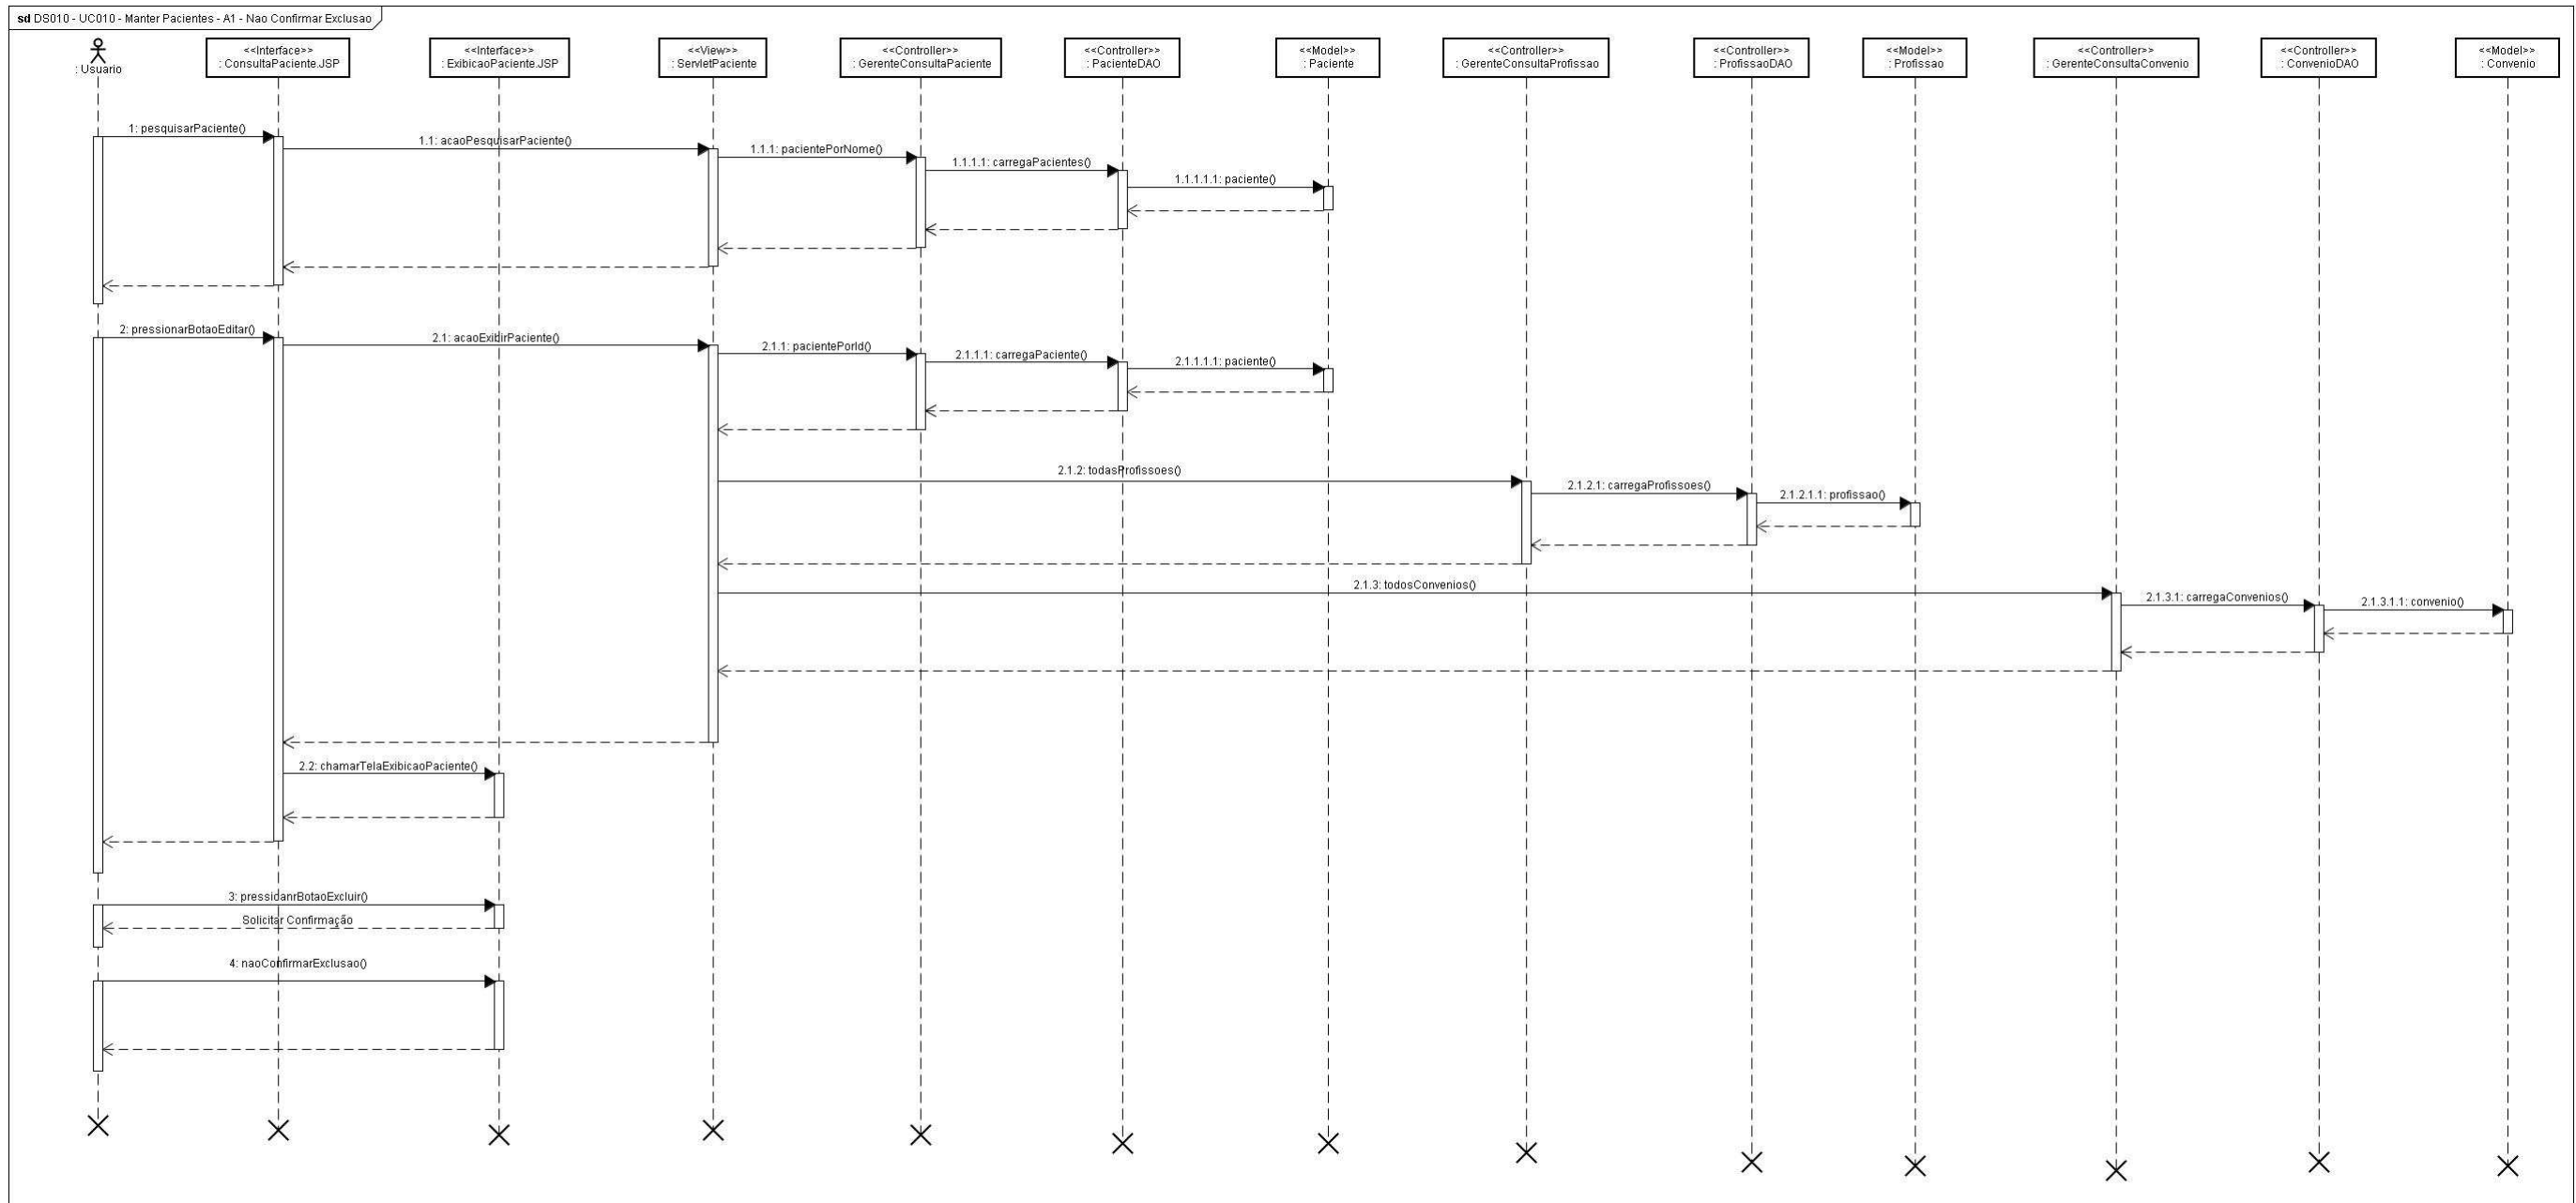 sd DS010 - UC010 - Manter Pacientes - A1 - Nao Confirmar Exclusao
: Usuario
<<Interface>>
: ConsultaPaciente.JSP
<<Interface>>
: ExibicaoPaciente.JSP
<<View>>
: ServletPaciente
<<Controller>>
: GerenteConsultaPaciente
<<Controller>>
: PacienteDAO
<<Model>>
: Paciente
<<Controller>>
: GerenteConsultaProfissao
<<Controller>>
: ProfissaoDAO
<<Model>>
: Profissao
<<Controller>>
: GerenteConsultaConvenio
<<Controller>>
: ConvenioDAO
<<Model>>
: Convenio
1: pesquisarPaciente()
1.1: acaoPesquisarPaciente()
1.1.1: pacientePorNome()
1.1.1.1: carregaPacientes()
1.1.1.1.1: paciente()
2: pressionarBotaoEditar()
2.1: acaoExibirPaciente()
2.1.1: pacientePorId()
2.1.1.1: carregaPaciente()
2.1.1.1.1: paciente()
2.1.2: todasProfissoes()
2.1.2.1: carregaProfissoes()
2.1.2.1.1: profissao()
2.1.3: todosConvenios()
2.1.3.1: carregaConvenios()
2.1.3.1.1: convenio()
2.2: chamarTelaExibicaoPaciente()
3: pressioanrBotaoExcluir()
Solicitar Confirmação
4: naoConfirmarExclusao()